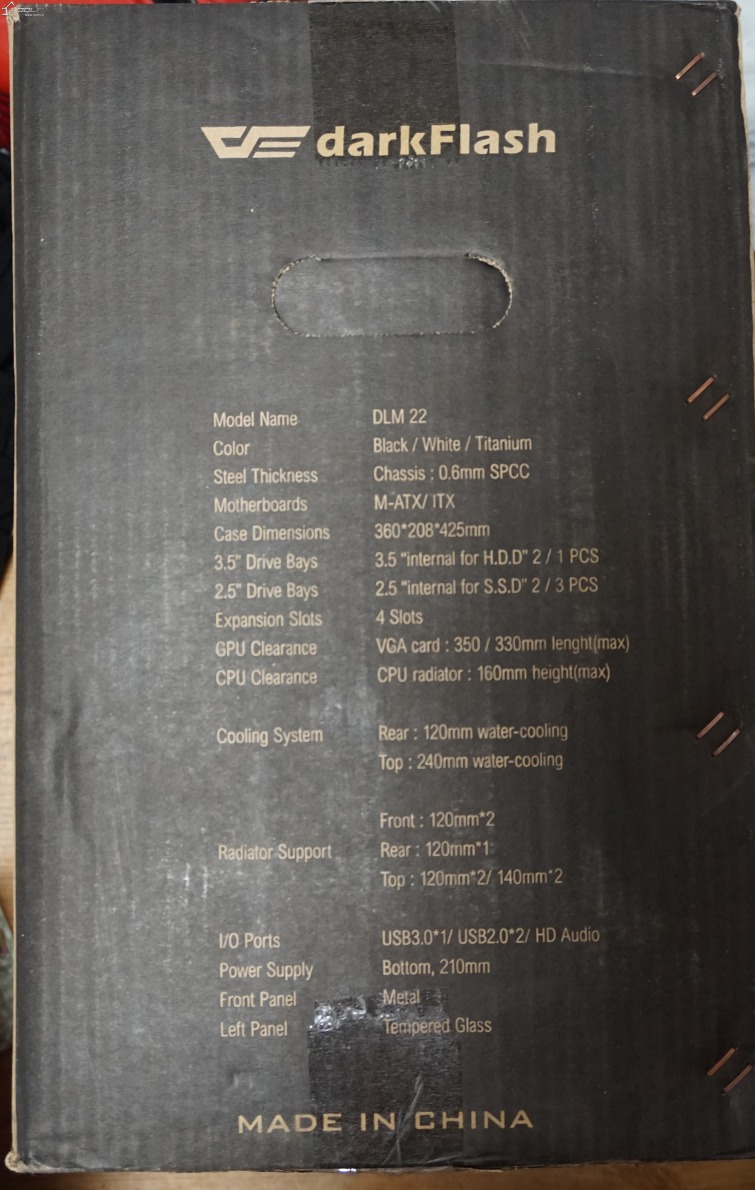 darkFlash
Model Name DLM 22
Color Black / White / Titanium
Steel Thickness Chassis : 0.6mm SPCC
Motherboards M-ATX/ ITX
Case Dimensions 360*208*425mm
3.5" Drive Bays 3.5 "internal for H.D.D" 2 / 1 PCS
2.5" Drive Bays 2.5 "internal for S.S.D" 2 / 3 PCS
Expansion Slots 4 Slots
GPU Clearance VGA card : 350 / 330mm lenght(max)
CPU Clearance CPU radiator : 160mm height(max)
Cooling System Rear : 120mm water-cooling
Top : 240mm water-cooling
Front : 120mm*2
Radiator Support Rear : 120mm*1
Top : 120mm*2/ 140mm*2
I/O Ports USB3.0*1/ USB2.0*2/ HD Audio
Power Supply Bottom, 210mm
Front Panel Metal
Left Panel Tempered Glass
MADE IN CHINA